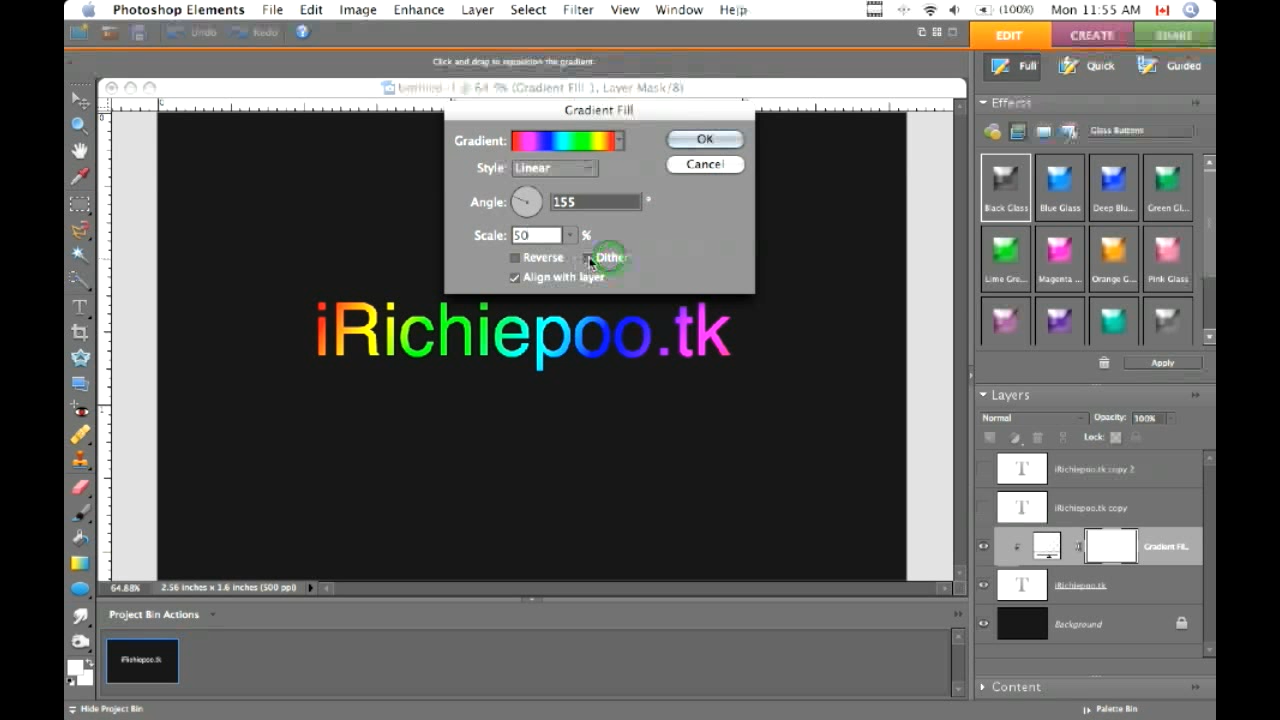 Photoshop Elements File Edit Image Enhance Layer Select Filter View Window Help (100%) Mon 11:55 AM
Undo Redo EDIT CREATE SHARE
Click and drag to reposition the gradient.
Full Quick Guided
Untitled-1 @ 64.9% (Gradient Fill 1, Layer Mask/8)
Effects
Gradient Fill
Glass Buttons
Gradient: OK
Style: Linear Cancel
Angle: 155 °
Scale: 50 %
Reverse Dither
Align with layer
Black Glass Blue Glass Deep Blu... Green Gl...
Lime Gre... Magenta ... Orange G... Pink Glass
iRichiepoo.tk
Apply
Layers
Normal Opacity: 100%
Lock:
T iRichiepoo.tk copy 2
T iRichiepoo.tk copy
Gradient Fil...
T iRichiepoo.tk
Background
64.88% 2.56 inches x 1.6 inches (500 ppi)
Project Bin Actions
iRichiepoo.tk
Content
Hide Project Bin Palette Bin